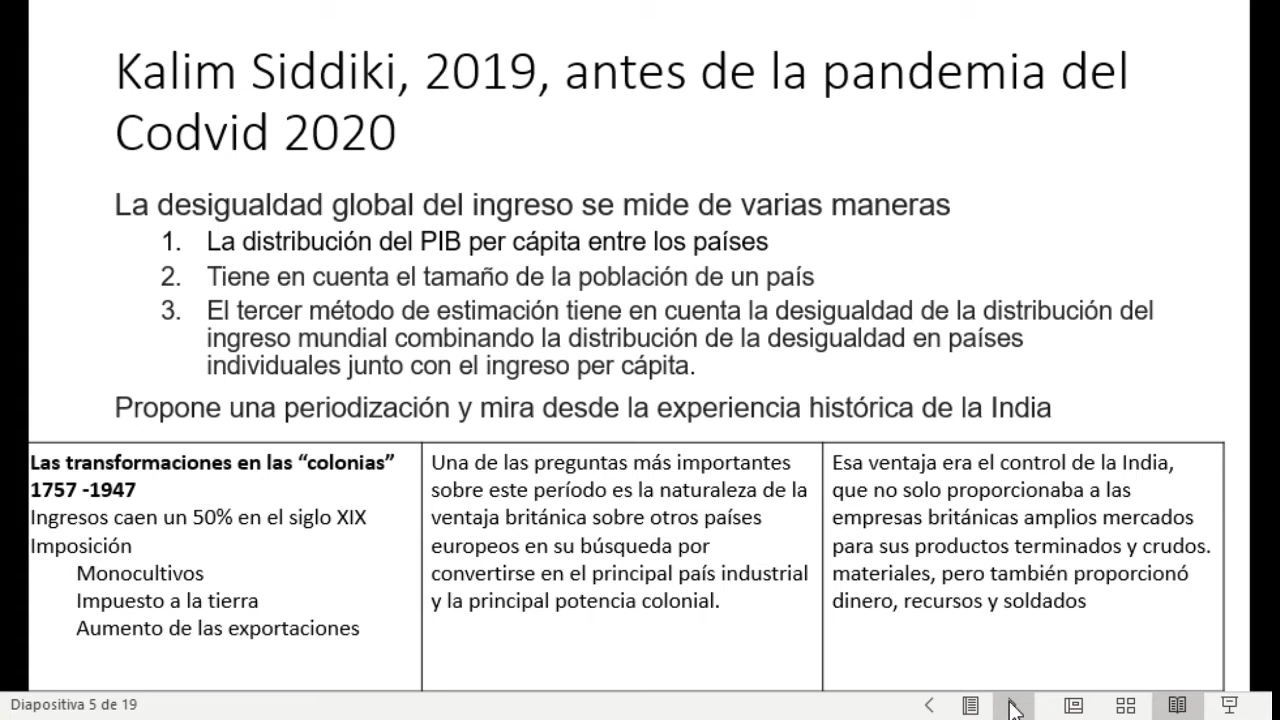 Kalim Siddiki, 2019, antes de la pandemia del
Codvid 2020
La desigualdad global del ingreso se mide de varias maneras
1. La distribución del PIB per cápita entre los países
2. Tiene en cuenta el tamaño de la población de un país
3. El tercer método de estimación tiene en cuenta la desigualdad de la distribución del
ingreso mundial combinando la distribución de la desigualdad en países
individuales junto con el ingreso per cápita.
Propone una periodización y mira desde la experiencia histórica de la India
Las transformaciones en las “colonias”
1757 -1947
Ingresos caen un 50% en el siglo XIX
Imposición
Monocultivos
Impuesto a la tierra
Aumento de las exportaciones
Una de las preguntas más importantes
sobre este período es la naturaleza de la
ventaja británica sobre otros países
europeos en su búsqueda por
convertirse en el principal país industrial
y la principal potencia colonial.
Esa ventaja era el control de la India,
que no solo proporcionaba a las
empresas británicas amplios mercados
para sus productos terminados y crudos.
materiales, pero también proporcionó
dinero, recursos y soldados
Diapositiva 5 de 19